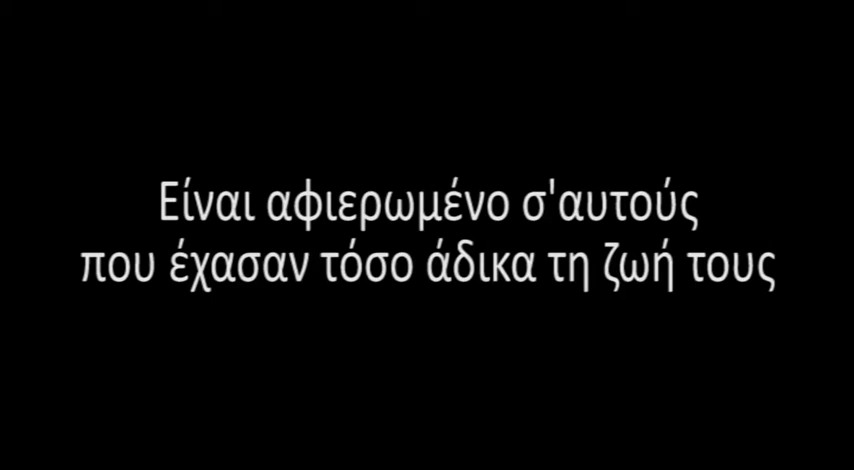 Είναι αφιερωμένο σ'αυτούς
που έχασαν τόσο άδικα τη ζωή τους